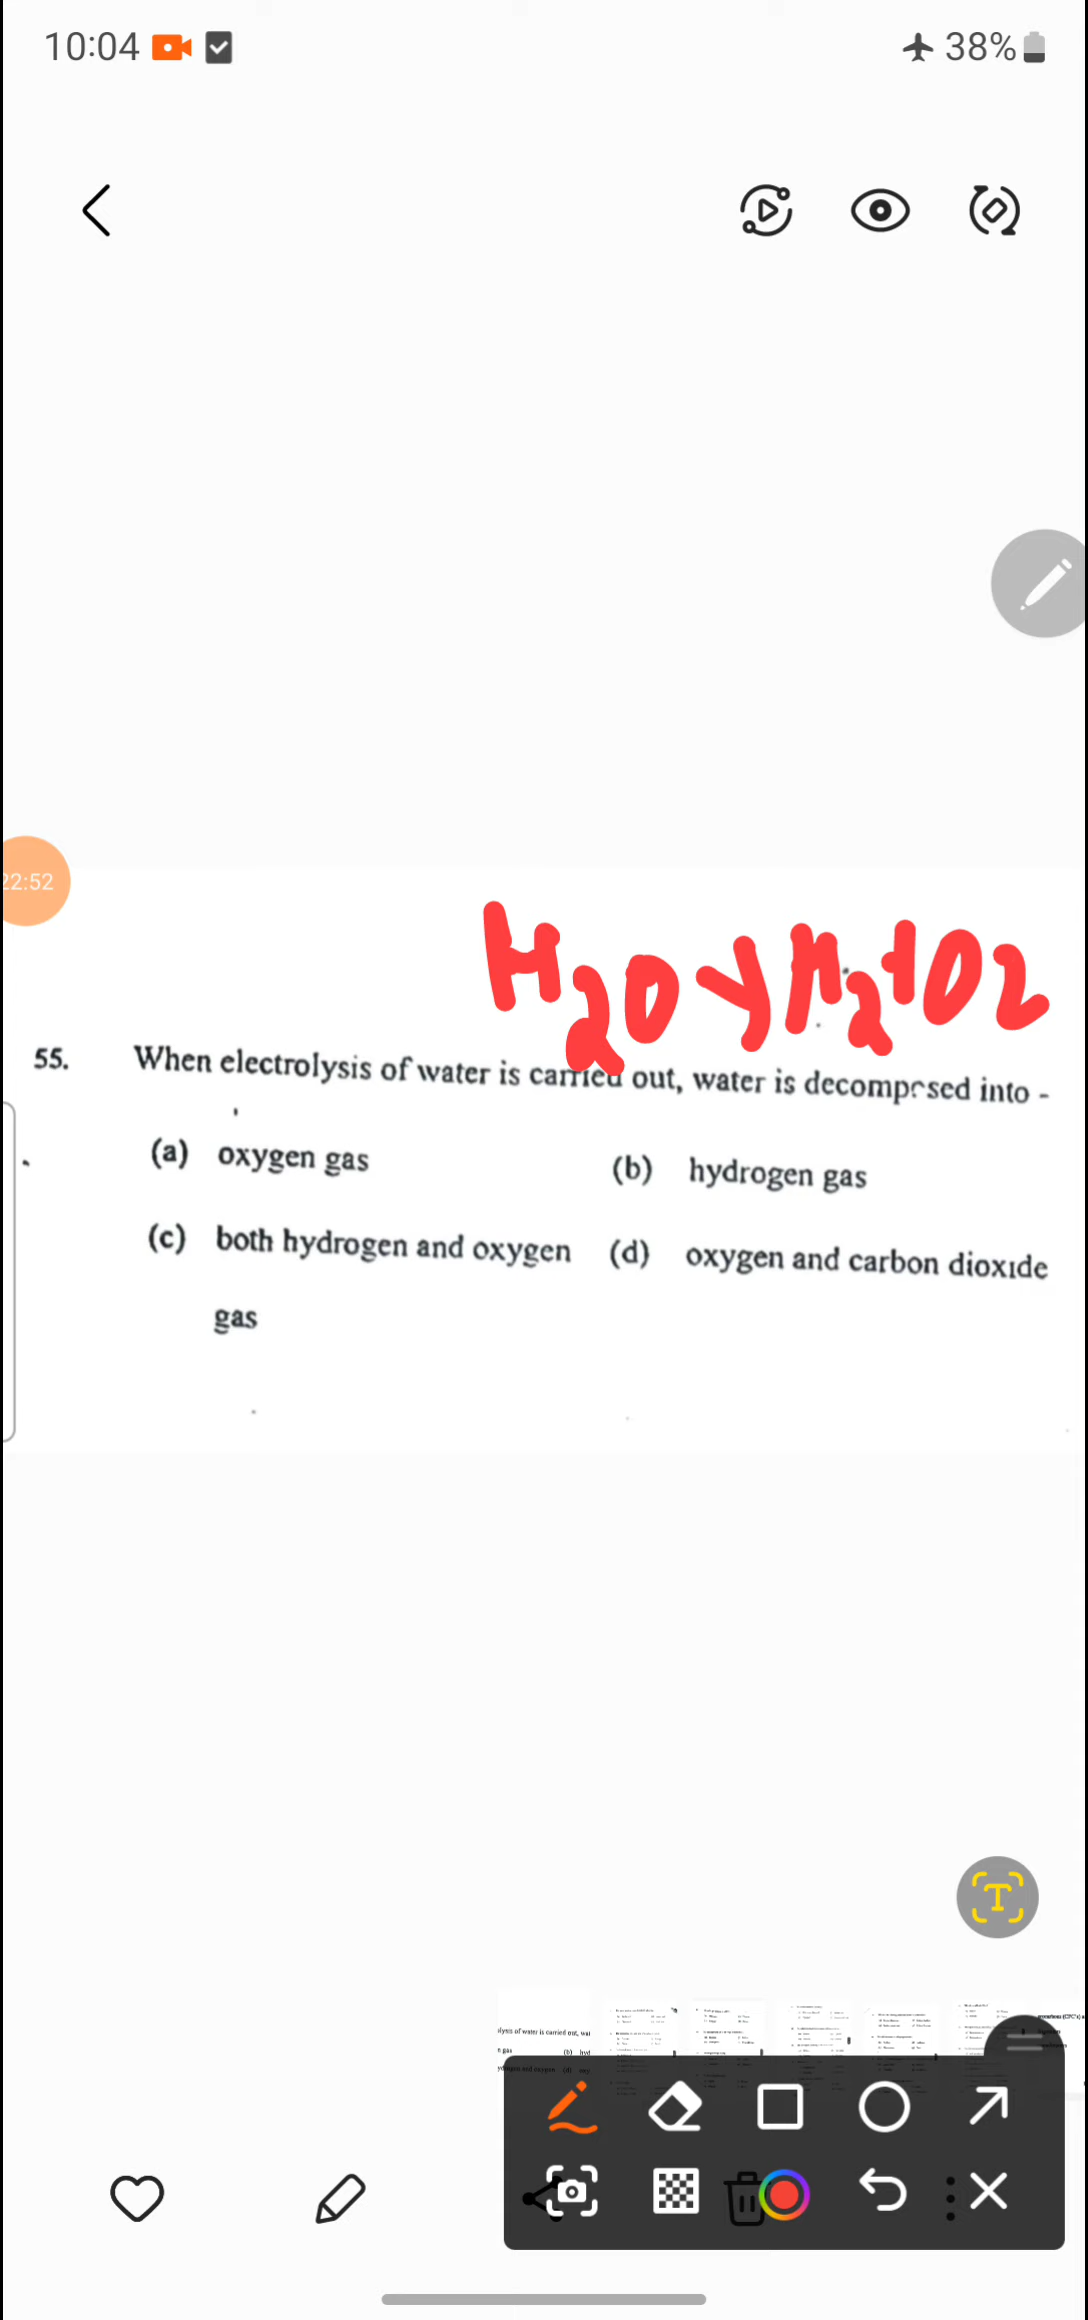 10:04
38%
22:52
H2O y H2+O2
55. When electrolysis of water is carried out, water is decomposed into -
(a) oxygen gas (b) hydrogen gas
(c) both hydrogen and oxygen (d) oxygen and carbon dioxide
gas
T